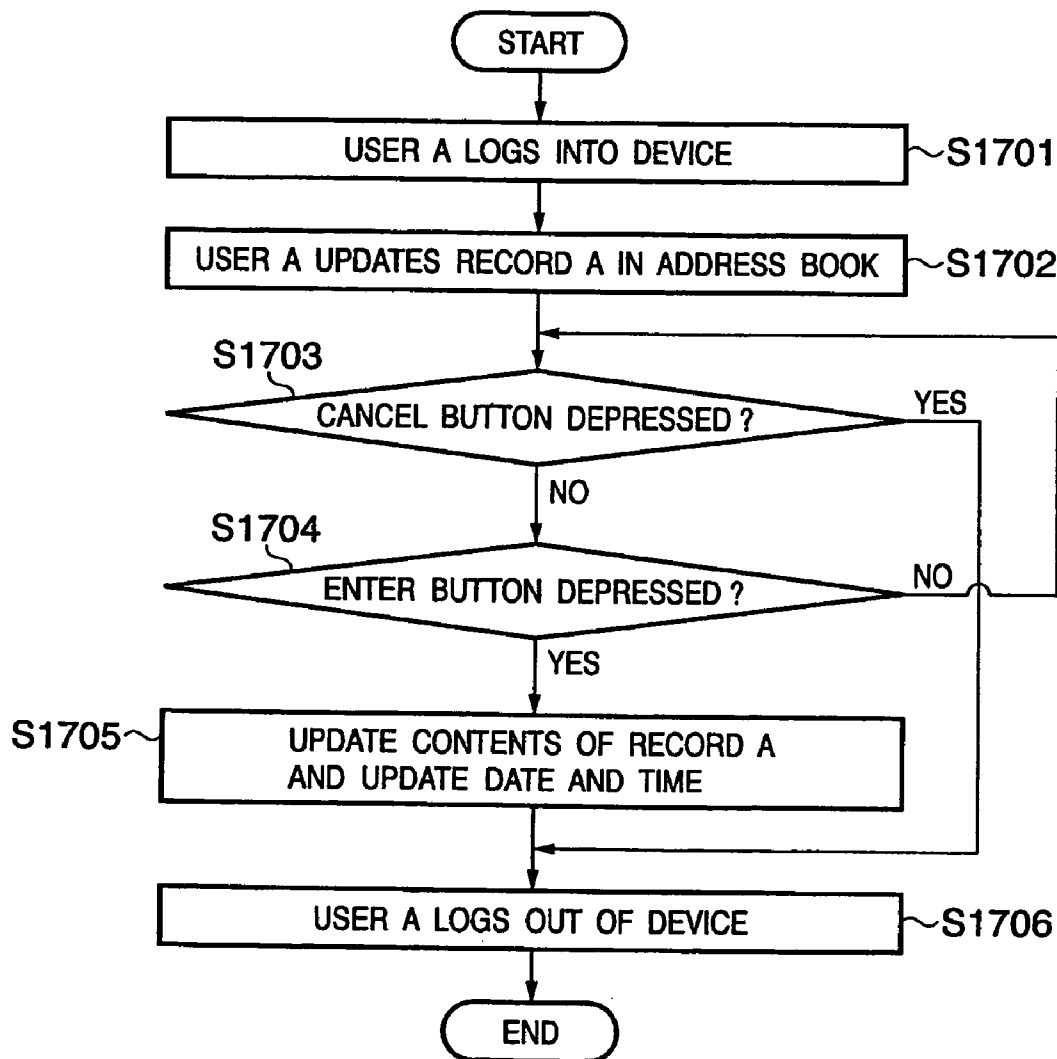 START
USER A LOGS INTO DEVICE
S1701
USER A UPDATES RECORD A IN ADDRESS BOOK
S1702
S1703
CANCEL BUTTON DEPRESSED ?
YES
NO
S1704
ENTER BUTTON DEPRESSED ?
NO
YES
S1705
UPDATE CONTENTS OF RECORD A
AND UPDATE DATE AND TIME
USER A LOGS OUT OF DEVICE
S1706
END